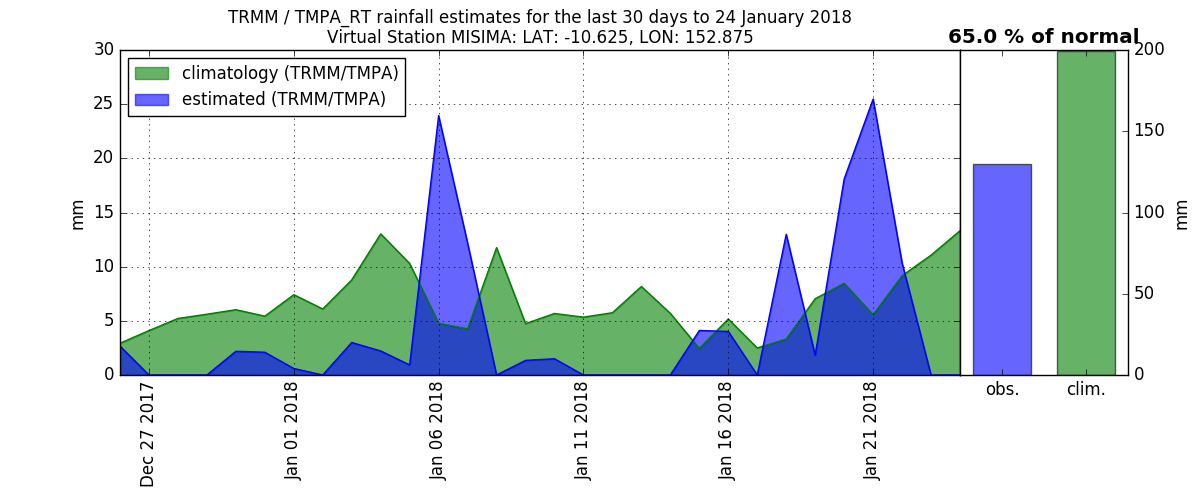 TRMM / TMPA_RT rainfall estimates for the last 30 days to 24 January 2018
Virtual Station MISIMA: LAT: -10.625, LON: 152.875
65.0 % of normal
climatology (TRMM/TMPA)
estimated (TRMM/TMPA)
30
25
20
15
10
5
0
mm
Dec 27 2017
Jan 01 2018
Jan 06 2018
Jan 11 2018
Jan 16 2018
Jan 21 2018
obs.
clim.
200
150
100
50
0
mm